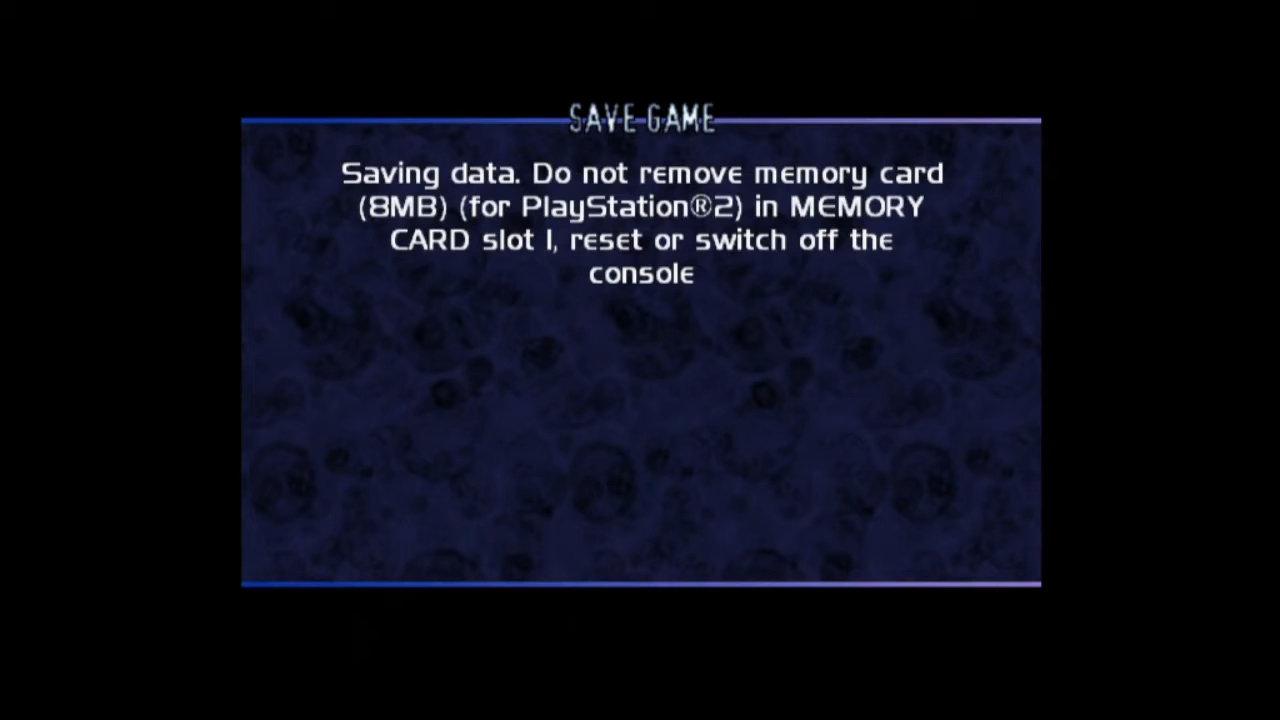 SAVE GAME
Saving data. Do not remove memory card
(8MB) (for PlayStation®2) in MEMORY
CARD slot 1, reset or switch off the
console